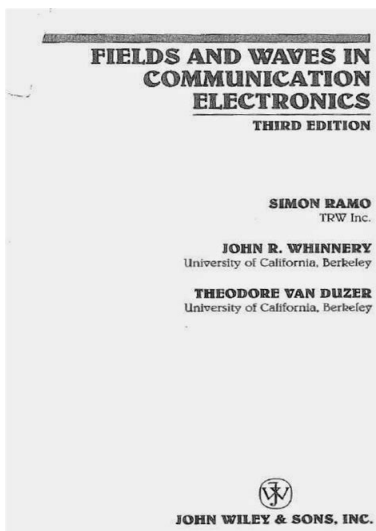 FIELDS AND WAVES IN
COMMUNICATION
ELECTRONICS
THIRD EDITION
SIMON RAMO
TRW Inc.
JOHN R. WHINNERY
University of California, Berkeley
THEODORE VAN DUZER
University of California, Berkeley
JW
JOHN WILEY & SONS, INC.